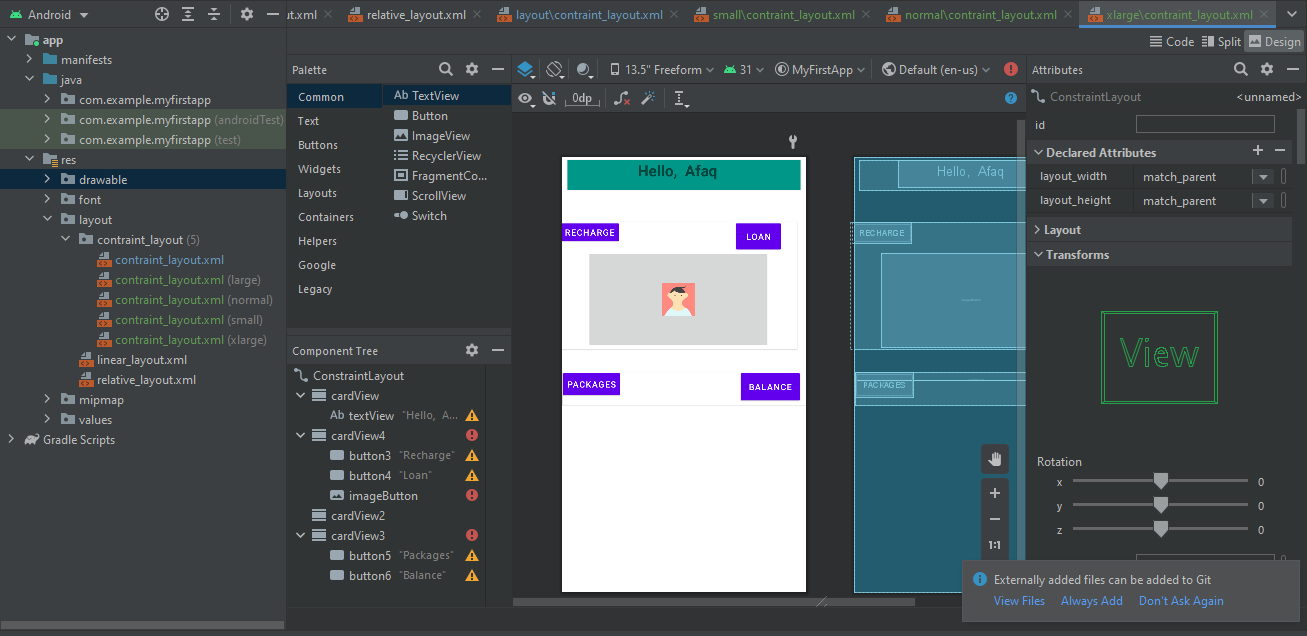 Android
ut.xml
relative_layout.xml
layout\contraint_layout.xml
small\contraint_layout.xml
normal\contraint_layout.xml
xlarge\contraint_layout.xml
Code
Split
Design
app
manifests
java
com.example.myfirstapp
com.example.myfirstapp (androidTest)
com.example.myfirstapp (test)
res
drawable
font
layout
contraint_layout (5)
contraint_layout.xml
contraint_layout.xml (large)
contraint_layout.xml (normal)
contraint_layout.xml (small)
contraint_layout.xml (xlarge)
linear_layout.xml
relative_layout.xml
mipmap
values
Gradle Scripts
Palette
Common
Text
Buttons
Widgets
Layouts
Containers
Helpers
Google
Legacy
Ab TextView
Button
ImageView
RecyclerView
FragmentCo...
ScrollView
Switch
Component Tree
ConstraintLayout
cardView
Ab textView "Hello, A...
cardView4
button3 "Recharge"
button4 "Loan"
imageButton
cardView2
cardView3
button5 "Packages"
button6 "Balance"
13.5" Freeform
31
MyFirstApp
Default (en-us)
0dp
Hello, Afaq
RECHARGE
LOAN
PACKAGES
BALANCE
Hello, Afaq
RECHARGE
PACKAGES
1:1
Attributes
ConstraintLayout
<unnamed>
id
Declared Attributes
layout_width
match_parent
layout_height
match_parent
Layout
Transforms
View
Rotation
x
0
y
0
z
0
Externally added files can be added to Git
View Files
Always Add
Don't Ask Again